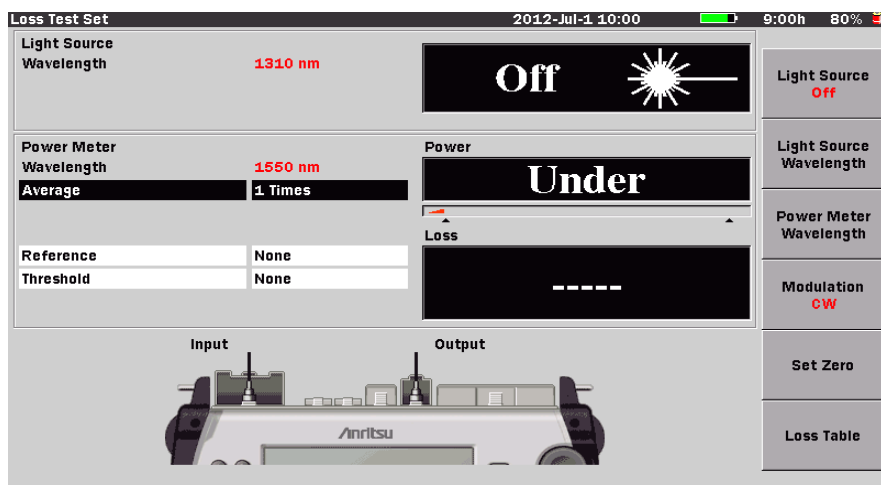 Loss Test Set 2012-Jul-1 10:00 9:00h 80%
Light Source
Wavelength 1310 nm
Off
Power Meter
Wavelength 1550 nm
Average 1 Times
Reference None
Threshold None
Power
Under
Loss
-----
Input Output
Anritsu
Light Source
Off
Light Source
Wavelength
Power Meter
Wavelength
Modulation
CW
Set Zero
Loss Table